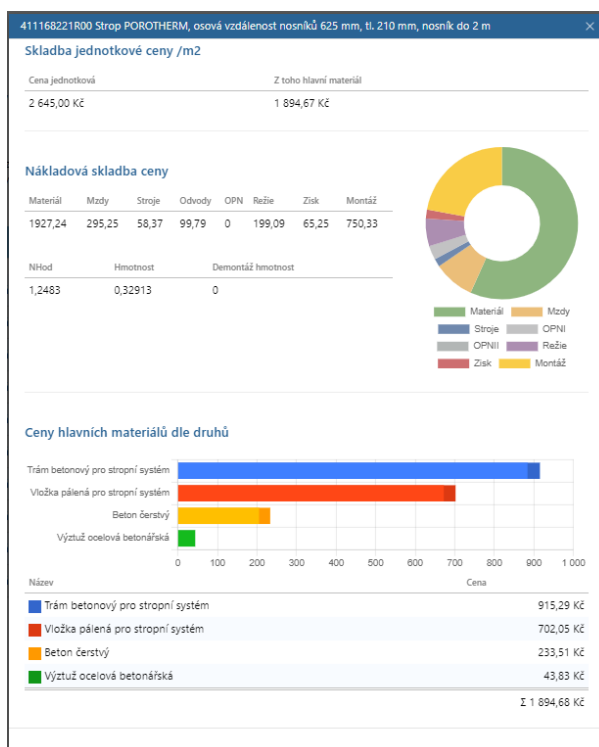 411168221R00 Strop POROTHERM, osová vzdálenost nosníků 625 mm, tl. 210 mm, nosník do 2 m
Skladba jednotkové ceny /m2
Cena jednotková Z toho hlavní materiál
2 645,00 Kč 1 894,67 Kč
Nákladová skladba ceny
Materiál Mzdy Stroje Odvody OPN Režie Zisk Montáž
1927,24 295,25 58,37 99,79 0 199,09 65,25 750,33
NHod Hmotnost Demontáž hmotnost
1,2483 0,32913 0
Materiál Mzdy
Stroje OPNI
OPNII Režie
Zisk Montáž
Ceny hlavních materiálů dle druhů
Trám betonový pro stropní systém
Vložka pálená pro stropní systém
Beton čerstvý
Výztuž ocelová betonářská
0 100 200 300 400 500 600 700 800 900 1 000
Název Cena
Trám betonový pro stropní systém 915,29 Kč
Vložka pálená pro stropní systém 702,05 Kč
Beton čerstvý 233,51 Kč
Výztuž ocelová betonářská 43,83 Kč
Σ 1 894,68 Kč